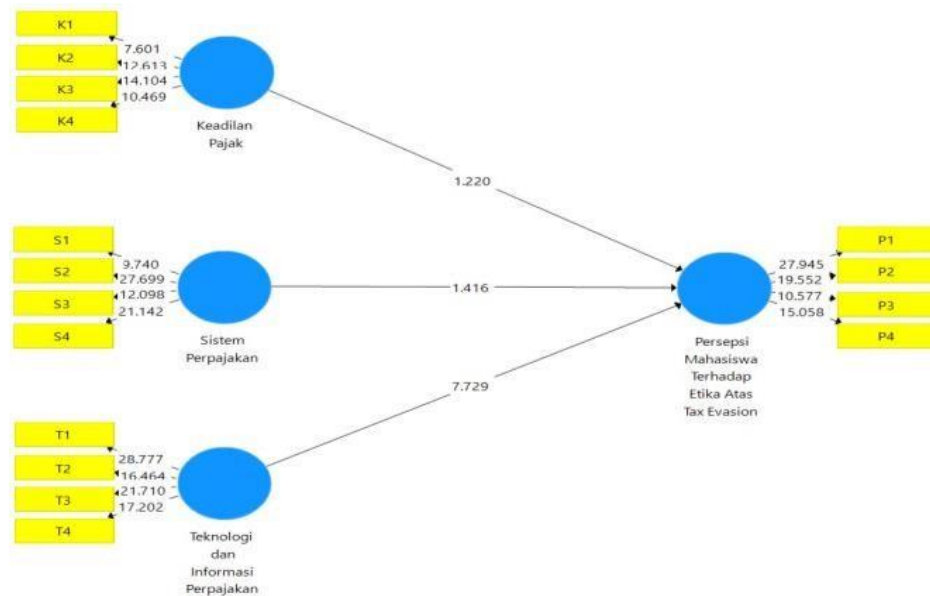 K1
K2
K3
K4
7.601
12.613
14.104
10.469
Keadilan
Pajak
1.220
S1
S2
S3
S4
9.740
27.699
12.098
21.142
Sistem
Perpajakan
1.416
T1
T2
T3
T4
28.777
16.464
21.710
17.202
Teknologi
dan
Informasi
Perpajakan
7.729
27.945
19.552
10.577
15.058
P1
P2
P3
P4
Persepsi
Mahasiswa
Terhadap
Etika Atas
Tax Evasion